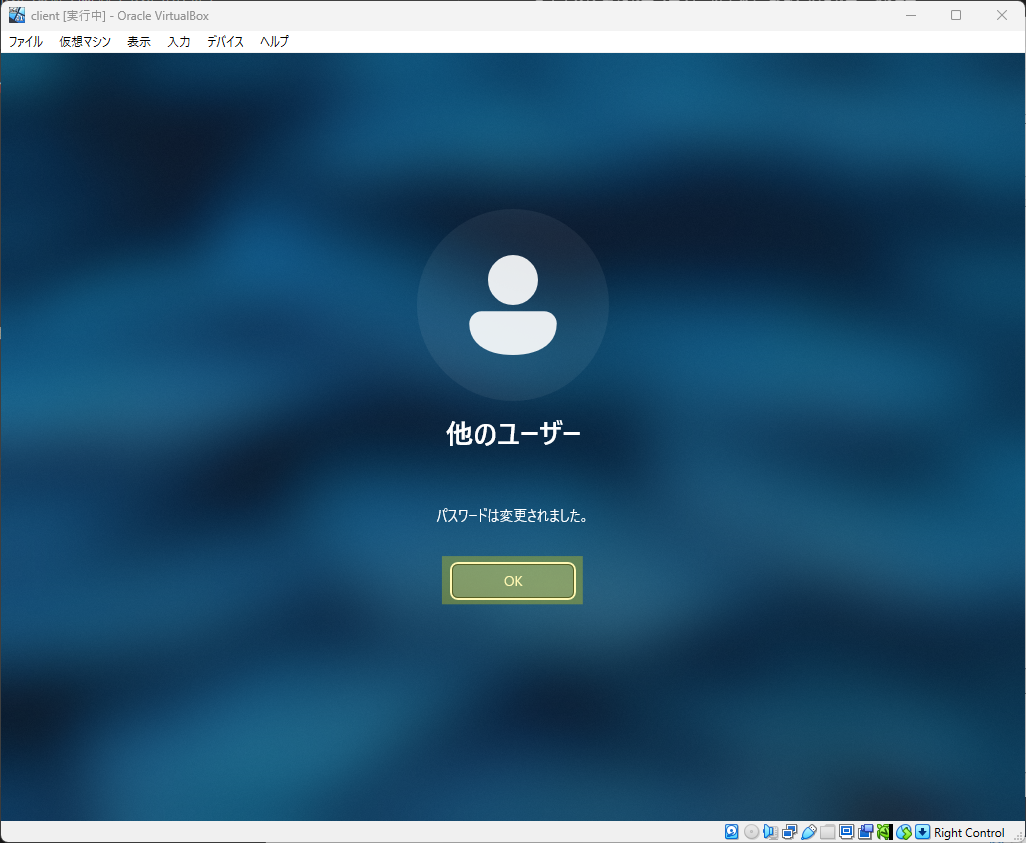 client [実行中] - Oracle VirtualBox
ファイル 仮想マシン 表示 入力 デバイス ヘルプ
他のユーザー
パスワードは変更されました。
OK
Right Control